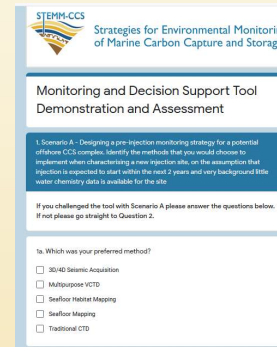 STEMM-CCS
Strategies for Environmental Monitori
of Marine Carbon Capture and Storag
Monitoring and Decision Support Tool
Demonstration and Assessment
1. Scenario A - Designing a pre-injection monitoring strategy for a potential
offshore CCS complex. Identify the methods that you would choose to
implement when characterising a new injection site, on the assumption that
injection is expected to start within the next 2 years and very background little
water chemistry data is available for the site
If you challenged the tool with Scenario A please answer the questions below.
If not please go straight to Question 2.
1a. Which was your preferred method?
3D/4D Seismic Acquisition
Multipurpose VCTD
Seafloor Habitat Mapping
Seafloor Mapping
Traditional CTD